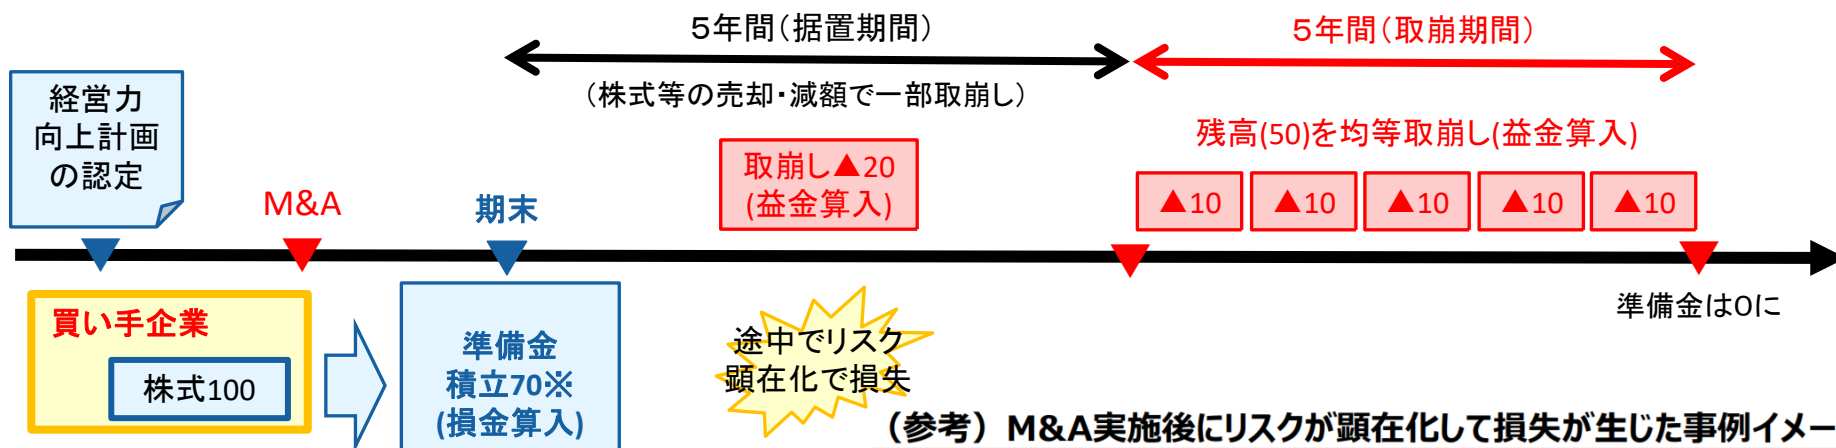 5年間(据置期間)
5年間(取崩期間)
(株式等の売却・減額で一部取崩し)
経営力
向上計画
の認定
残高(50)を均等取崩し(益金算入)
取崩し▲20
(益金算入)
▲10
▲10
▲10
▲10
▲10
M&A
期末
買い手企業
株式100
準備金
積立70※
(損金算入)
途中でリスク
顕在化で損失
準備金は0に
(参考)M&A実施後にリスクが顕在化して損失が生じた事例イメー